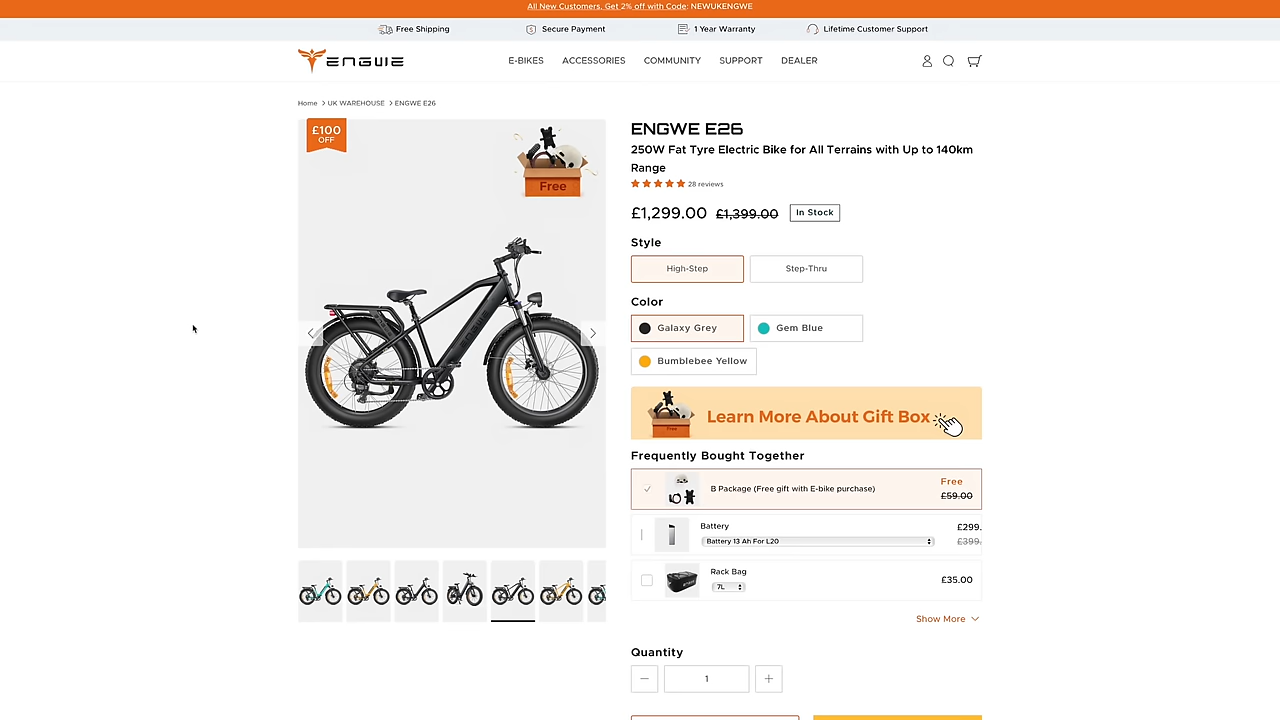 All New Customers, Get 2% off with Code: NEWUKENGWE
Free Shipping
Secure Payment
1 Year Warranty
Lifetime Customer Support
ENGWE
E-BIKES
ACCESSORIES
COMMUNITY
SUPPORT
DEALER
Home > UK WAREHOUSE > ENGWE E26
£100
OFF
Free
ENGWE E26
250W Fat Tyre Electric Bike for All Terrains with Up to 140km
Range
28 reviews
£1,299.00 £1,399.00 In Stock
Style
High-Step
Step-Thru
Color
Galaxy Grey
Gem Blue
Bumblebee Yellow
Free
Learn More About Gift Box
Frequently Bought Together
B Package (Free gift with E-bike purchase)
Free
£59.00
Battery
Battery 13 Ah For L20
£299.
£399.
Rack Bag
7L
£35.00
Show More
Quantity
1